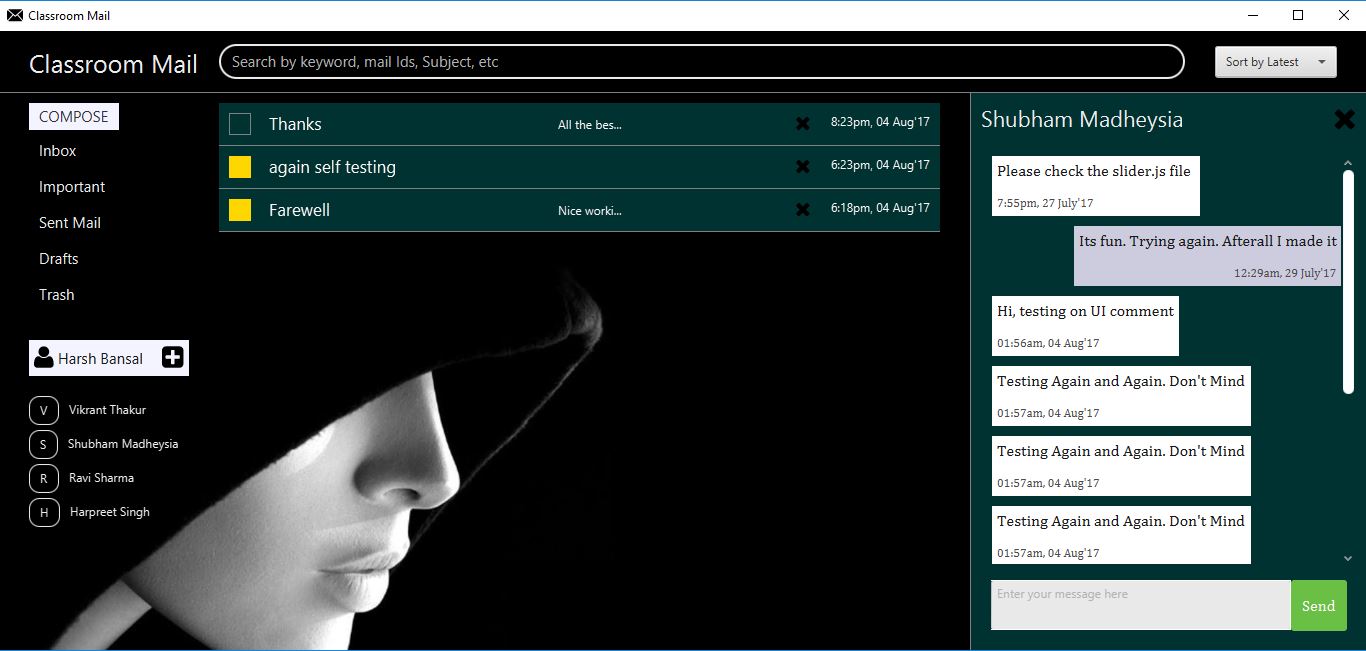 Classroom Mail
Classroom Mail
Search by keyword, mail Ids, Subject, etc
Sort by Latest
COMPOSE
Inbox
Important
Sent Mail
Drafts
Trash
Harsh Bansal
V Vikrant Thakur
S Shubham Madheysia
R Ravi Sharma
H Harpreet Singh
Thanks All the bes... 8:23pm, 04 Aug'17
again self testing 6:23pm, 04 Aug'17
Farewell Nice worki... 6:18pm, 04 Aug'17
Shubham Madheysia
Please check the slider.js file
7:55pm, 27 July'17
Its fun. Trying again. Afterall I made it
12:29am, 29 July'17
Hi, testing on UI comment
01:56am, 04 Aug'17
Testing Again and Again. Don't Mind
01:57am, 04 Aug'17
Testing Again and Again. Don't Mind
01:57am, 04 Aug'17
Testing Again and Again. Don't Mind
01:57am, 04 Aug'17
Enter your message here
Send